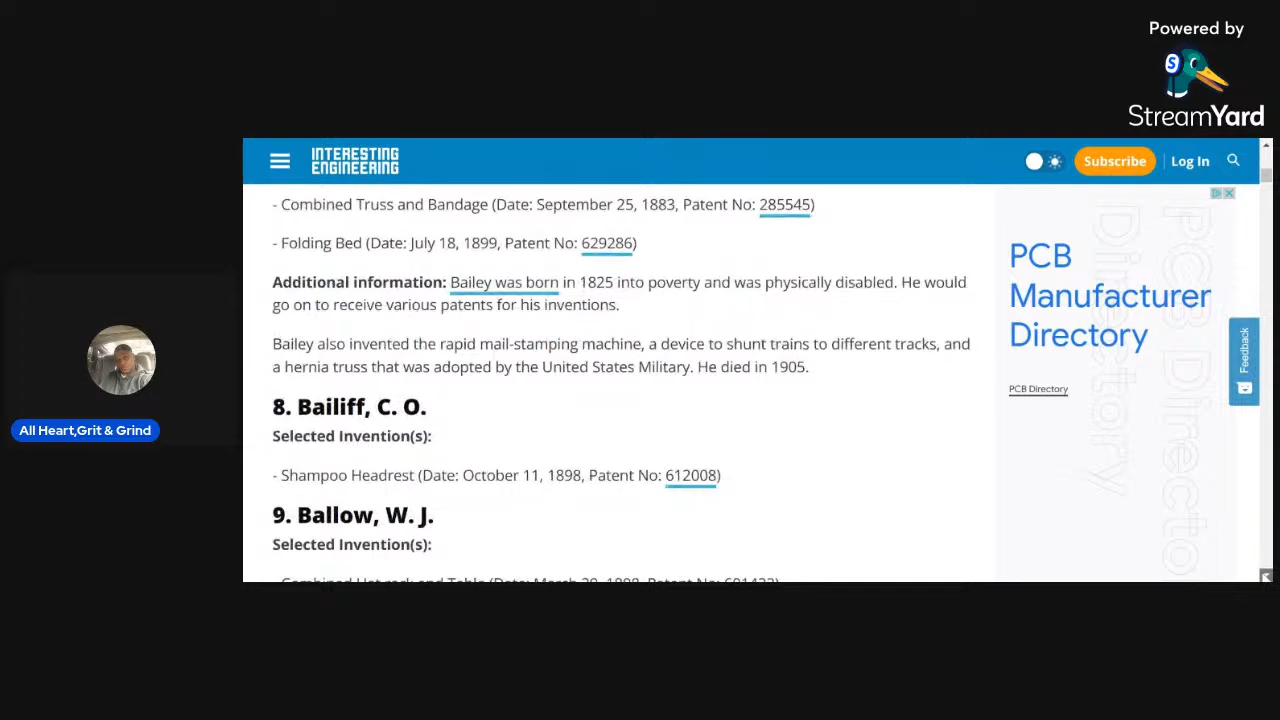 Powered by
S
StreamYard
INTERESTING
ENGINEERING
Subscribe
Log In
- Combined Truss and Bandage (Date: September 25, 1883, Patent No: 285545)
- Folding Bed (Date: July 18, 1899, Patent No: 629286)
Additional information: Bailey was born in 1825 into poverty and was physically disabled. He would
go on to receive various patents for his inventions.
Bailey also invented the rapid mail-stamping machine, a device to shunt trains to different tracks, and
a hernia truss that was adopted by the United States Military. He died in 1905.
8. Bailiff, C. O.
Selected Invention(s):
- Shampoo Headrest (Date: October 11, 1898, Patent No: 612008)
9. Ballow, W. J.
Selected Invention(s):
PCB
Manufacturer
Directory
PCB Directory
Feedback
All Heart,Grit & Grind